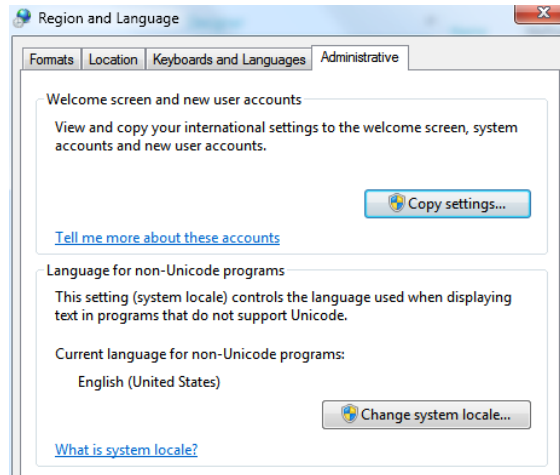 Region and Language
Formats Location Keyboards and Languages Administrative
Welcome screen and new user accounts
View and copy your international settings to the welcome screen, system
accounts and new user accounts.
Copy settings...
Tell me more about these accounts
Language for non-Unicode programs
This setting (system locale) controls the language used when displaying
text in programs that do not support Unicode.
Current language for non-Unicode programs:
English (United States)
Change system locale...
What is system locale?